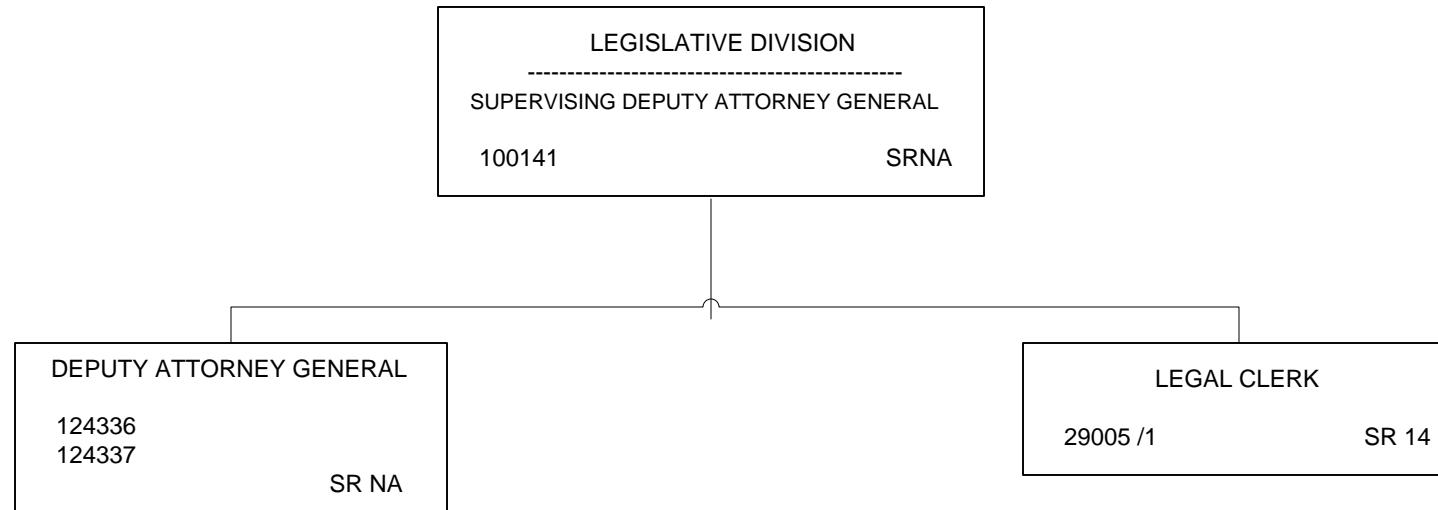 LEGISLATIVE DIVISION
-----------------------------------------------
SUPERVISING DEPUTY ATTORNEY GENERAL
100141 SRNA
DEPUTY ATTORNEY GENERAL
124336
124337
SR NA
LEGAL CLERK
29005 /1 SR 14